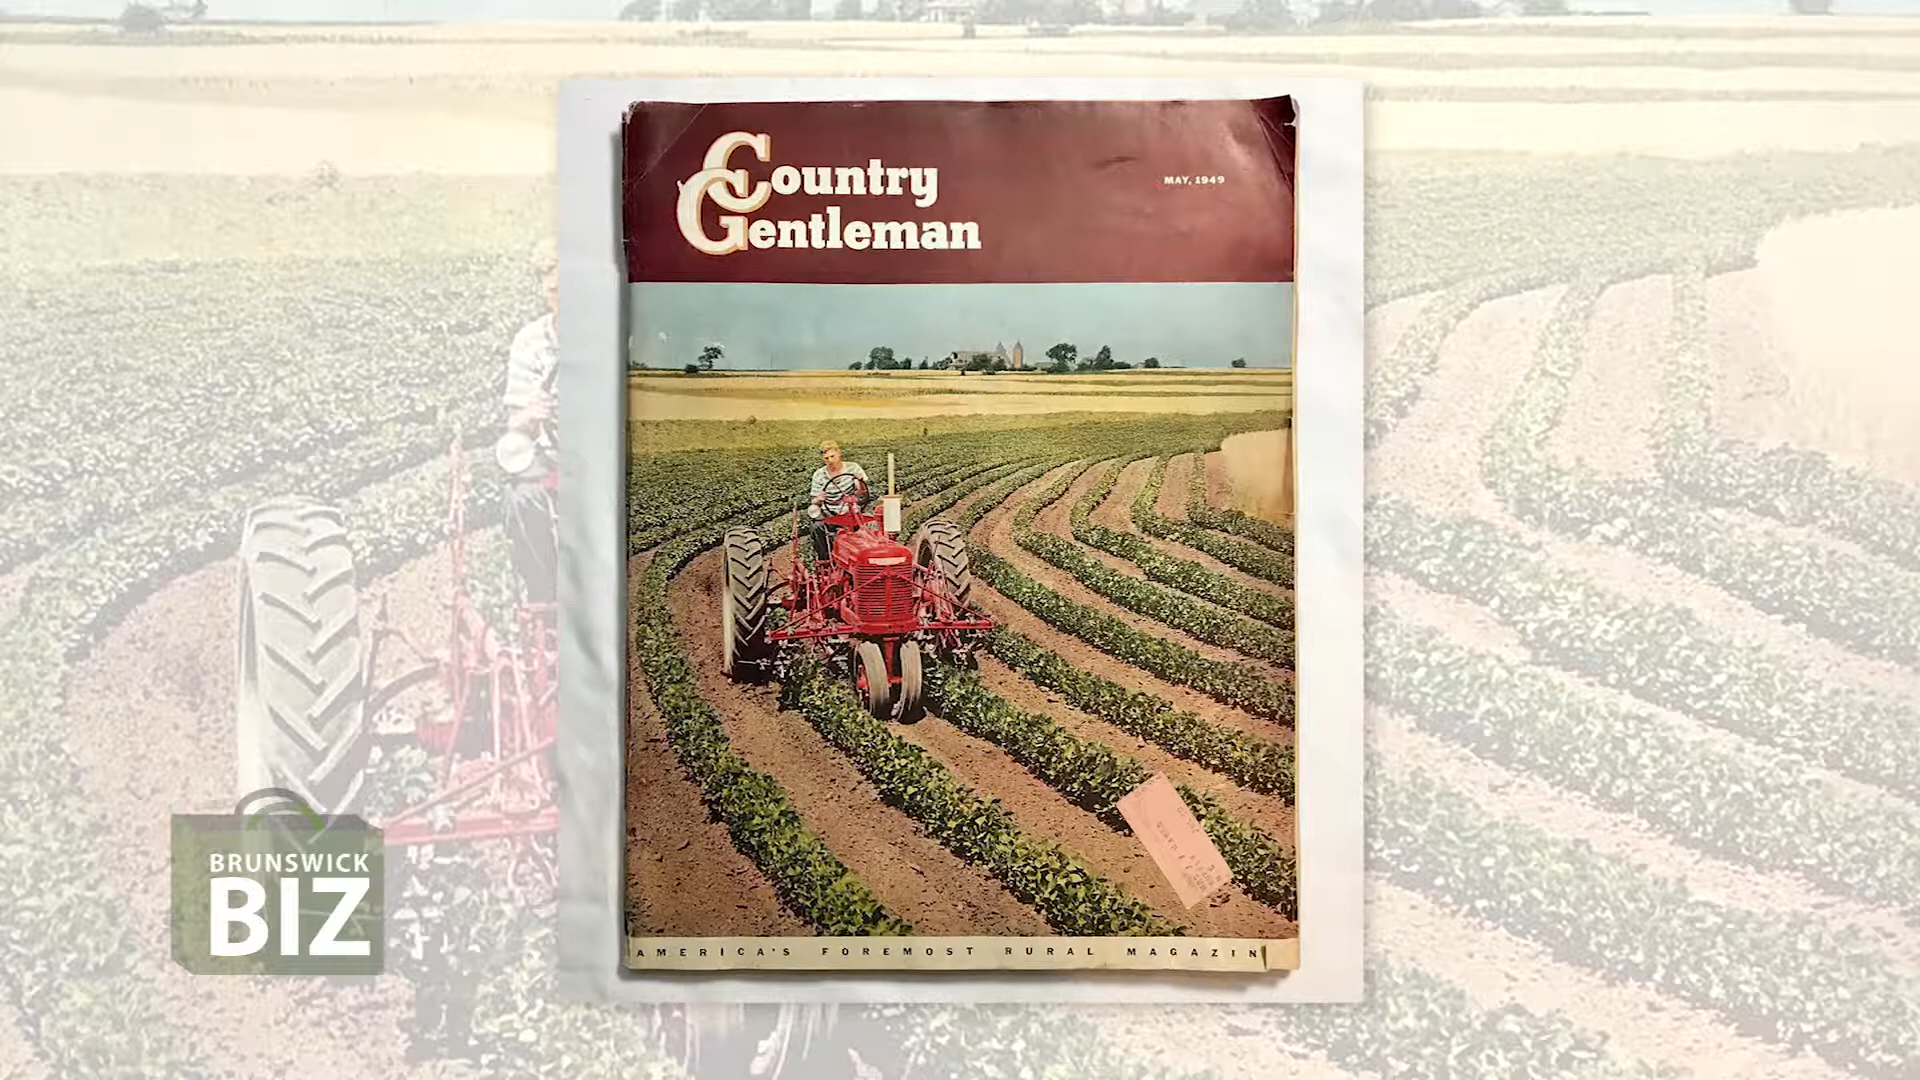 Country
Gentleman
MAY, 1949
AMERICA'S FOREMOST RURAL MAGAZIN
BRUNSWICK
BIZ